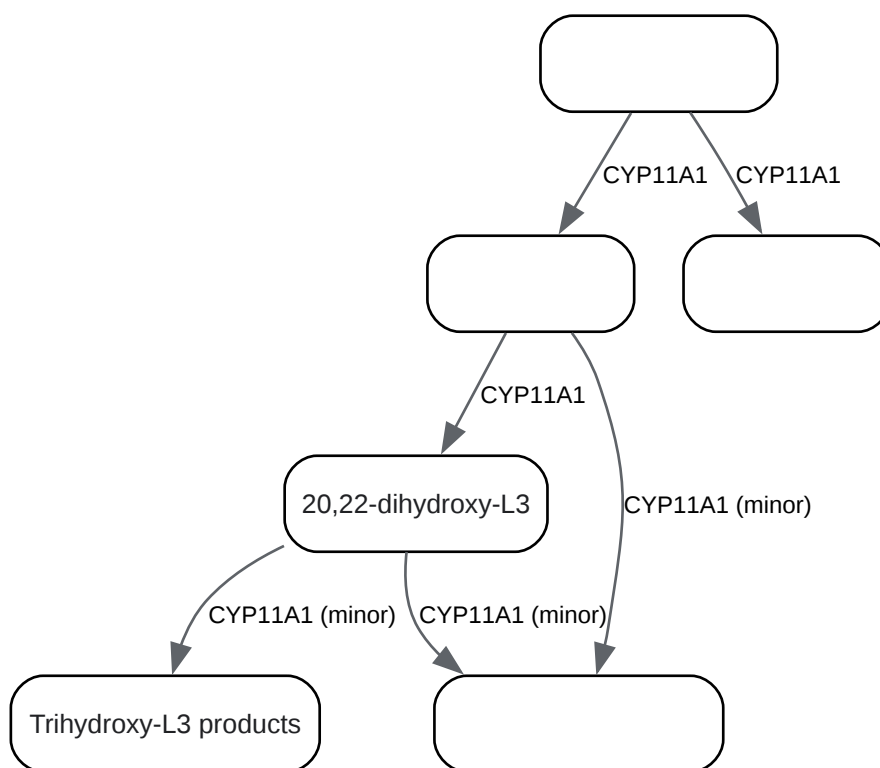 CYP11A1 CYP11A1
CYP11A1
20,22-dihydroxy-L3
CYP11A1 (minor)
CYP11A1 (minor) CYP11A1 (minor)
Trihydroxy-L3 products